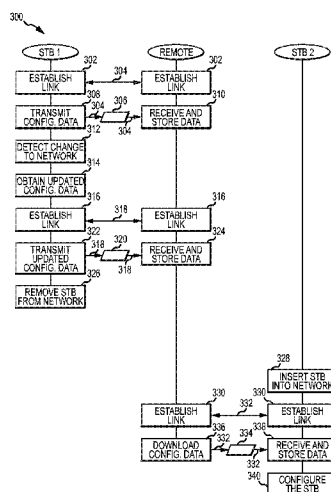 300
STB 1
REMOTE
STB 2
302
302
ESTABLISH LINK
304
ESTABLISH LINK
308
306
310
TRANSMIT CONFIG. DATA
304
304
RECEIVE AND STORE DATA
312
DETECT CHANGE TO NETWORK
314
OBTAIN UPDATED CONFIG. DATA
316
316
ESTABLISH LINK
318
ESTABLISH LINK
322
320
324
TRANSMIT UPDATED CONFIG. DATA
318
318
RECEIVE AND STORE DATA
326
REMOVE STB FROM NETWORK
328
INSERT STB INTO NETWORK
330
330
ESTABLISH LINK
332
ESTABLISH LINK
336
334
338
DOWNLOAD CONFIG. DATA
332
332
RECEIVE AND STORE DATA
340
CONFIGURE THE STB